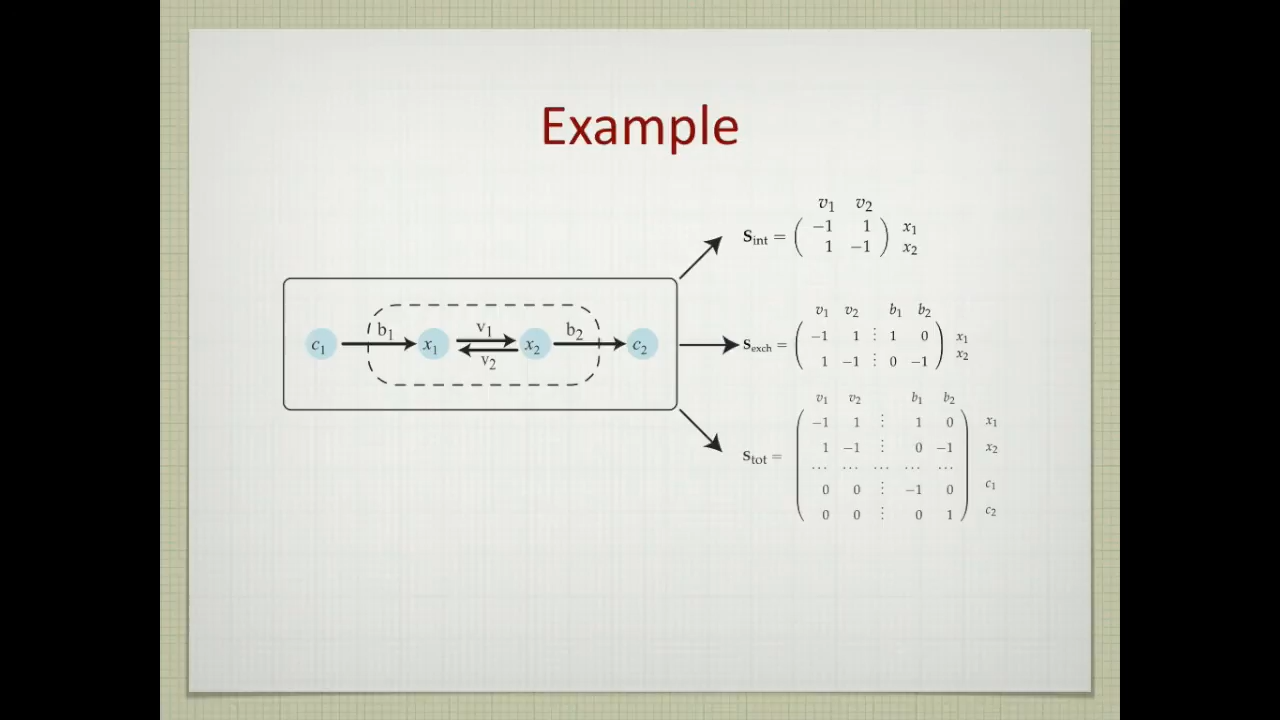 Example
c₁ b₁ x₁ v₁ v₂ x₂ b₂ c₂
v₁ v₂
S_int = ( −1 1 ) x₁
( 1 −1 ) x₂
v₁ v₂ b₁ b₂
S_exch = ( −1 1 ⋮ 1 0 ) x₁
( 1 −1 ⋮ 0 −1 ) x₂
v₁ v₂ b₁ b₂
−1 1 ⋮ 1 0 x₁
1 −1 ⋮ 0 −1 x₂
S_tot = ⋯ ⋯ ⋯ ⋯ ⋯
0 0 ⋮ −1 0 c₁
0 0 ⋮ 0 1 c₂